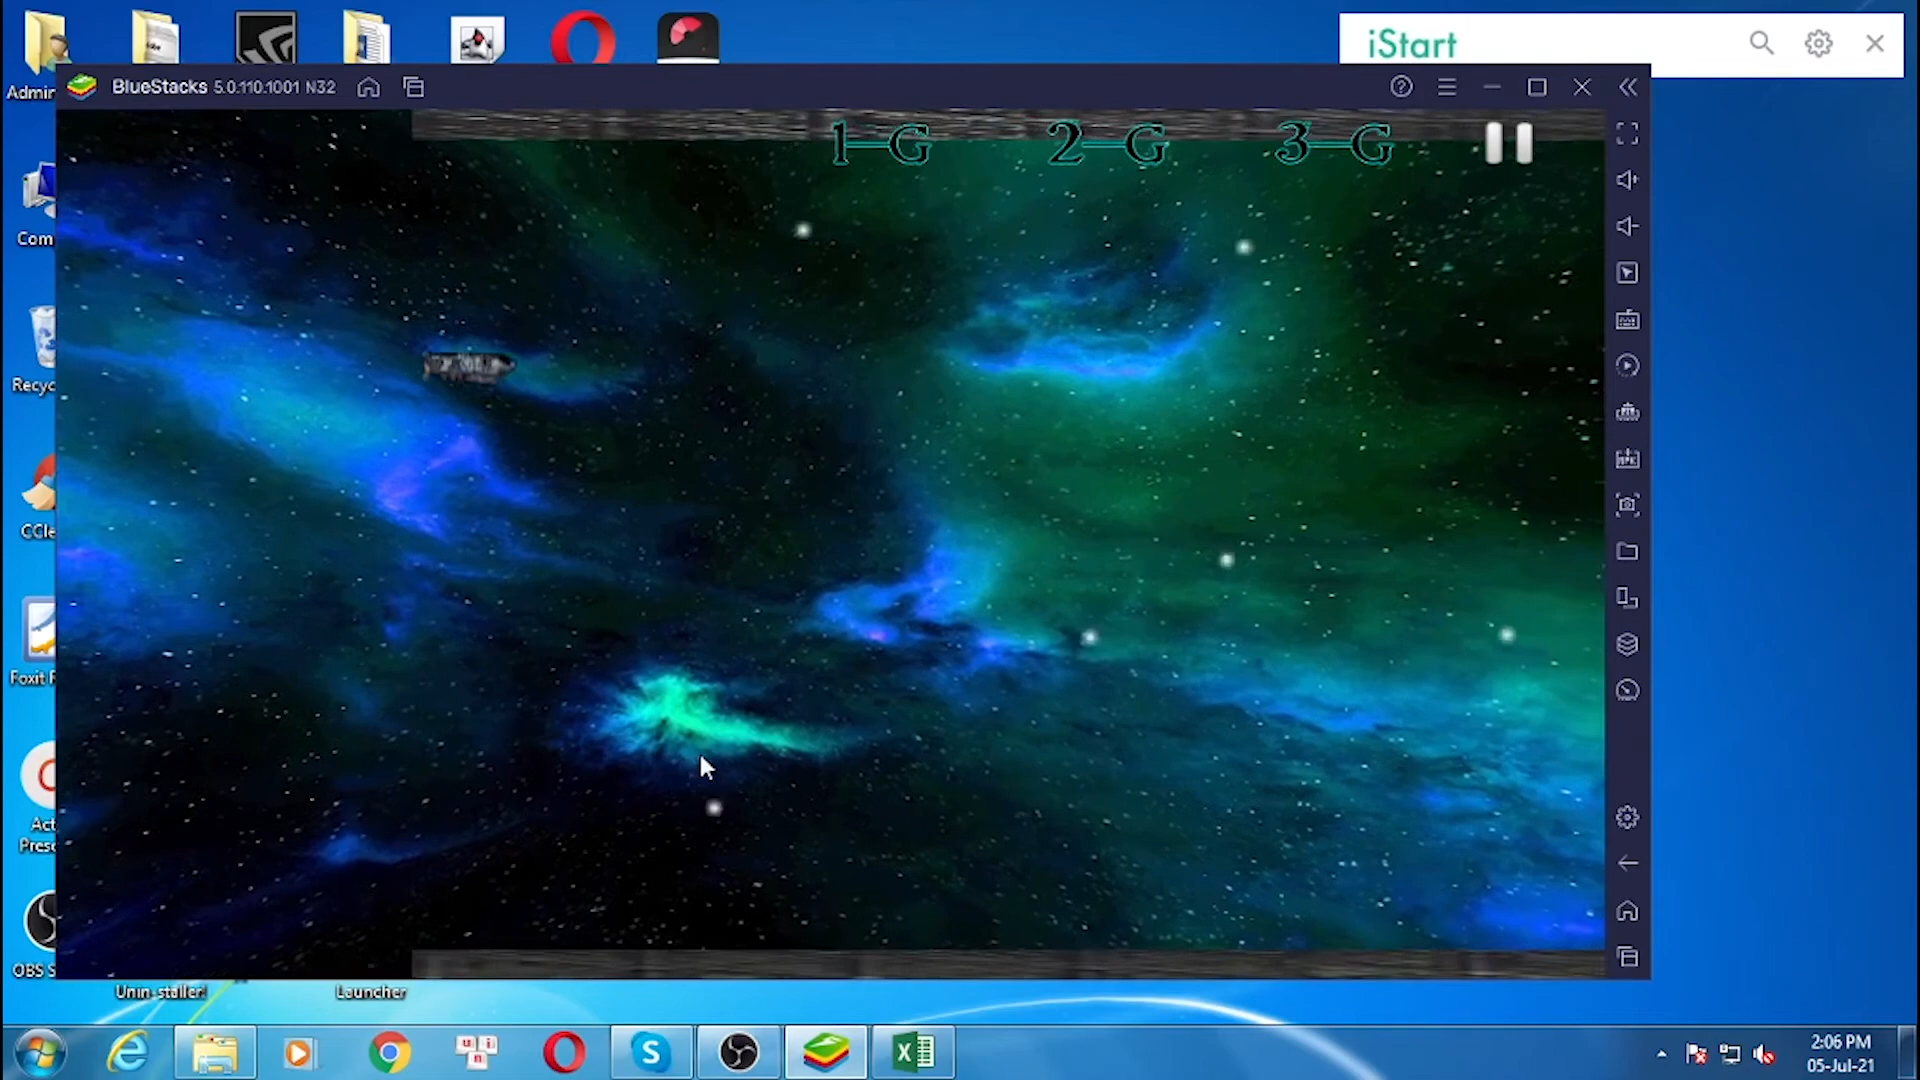 iStart
BlueStacks 5.0.110.1001 N32
1-G 2-G 3-G
Admin
Com
Recyc
CCle
Foxit
Act
Prese
OBS S
Unin-staller!
Launcher
2:06 PM
05-Jul-21